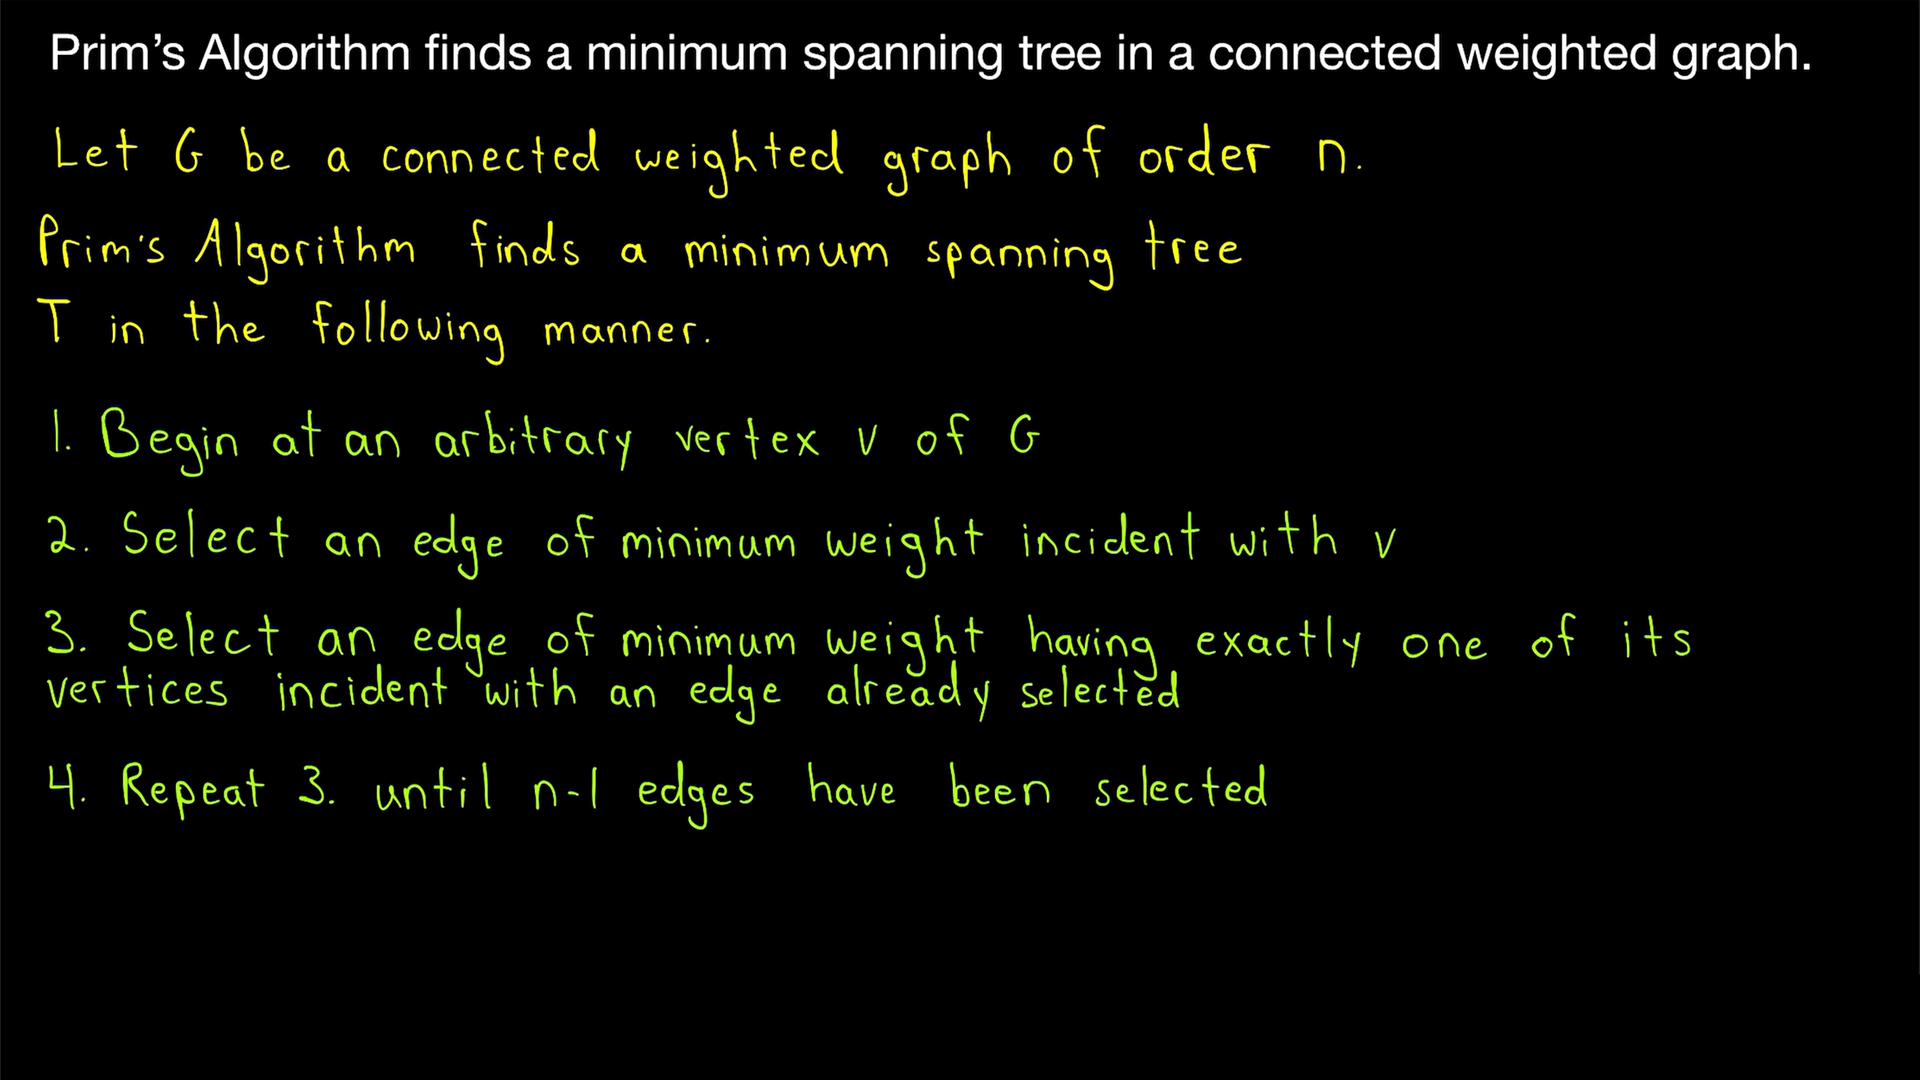 Prim’s Algorithm finds a minimum spanning tree in a connected weighted graph.
Let G be a connected weighted graph of order n.
Prim's Algorithm finds a minimum spanning tree
T in the following manner.
1. Begin at an arbitrary vertex v of G
2. Select an edge of minimum weight incident with v
3. Select an edge of minimum weight having exactly one of its
vertices incident with an edge already selected
4. Repeat 3. until n-1 edges have been selected